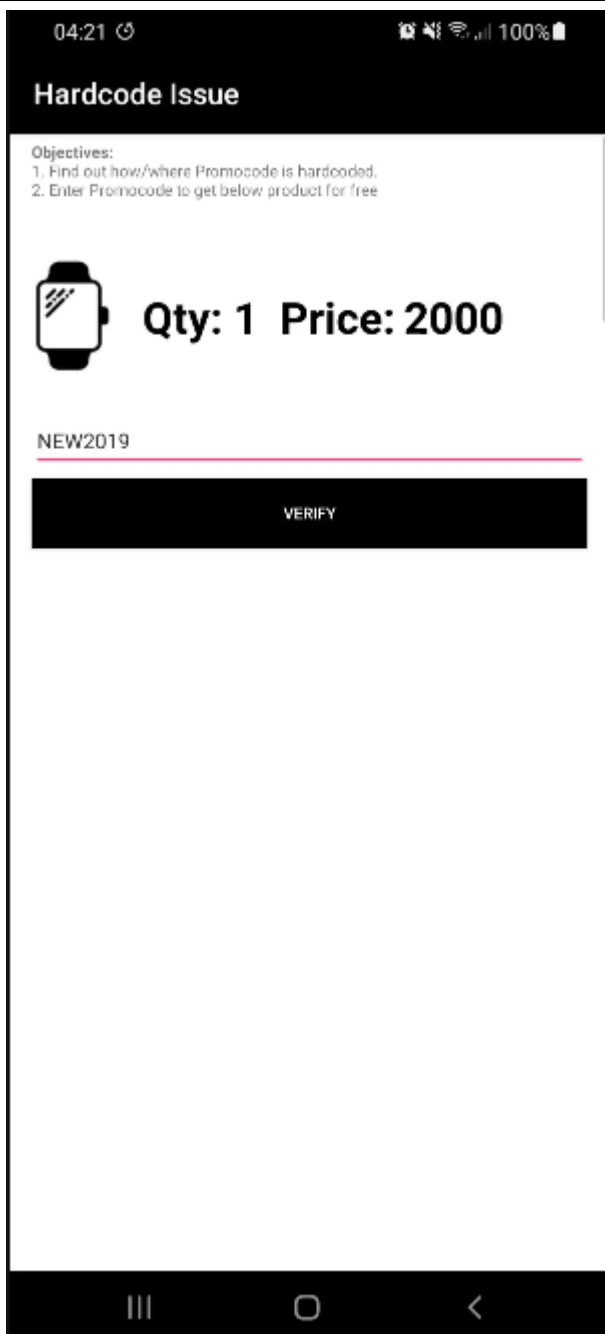 04:21 100%
Hardcode Issue
Objectives:
1. Find out how/where Promocode is hardcoded.
2. Enter Promocode to get below product for free
Qty: 1 Price: 2000
NEW2019
VERIFY